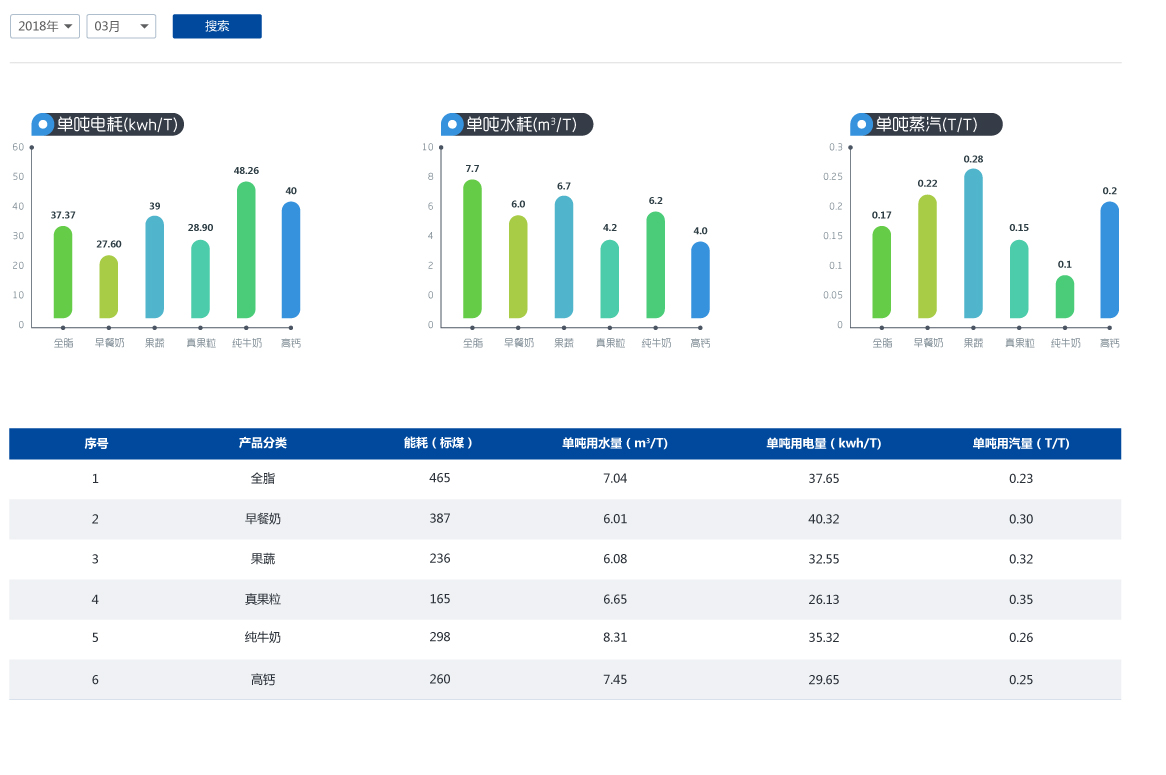 2018年 03月 搜索
单吨电耗(kwh/T)
60
50
40
30
20
10
0
37.37
27.60
39
28.90
48.26
40
全脂 早餐奶 果蔬 真果粒 纯牛奶 高钙
单吨水耗(m³/T)
10
8
6
4
2
0
0
7.7
6.0
6.7
4.2
6.2
4.0
全脂 早餐奶 果蔬 真果粒 纯牛奶 高钙
单吨蒸汽(T/T)
0.3
0.25
0.2
0.15
0.1
0.05
0
0.17
0.22
0.28
0.15
0.1
0.2
全脂 早餐奶 果蔬 真果粒 纯牛奶 高钙
序号 产品分类 能耗（标煤） 单吨用水量（m³/T） 单吨用电量（kwh/T） 单吨用汽量（T/T）
1 全脂 465 7.04 37.65 0.23
2 早餐奶 387 6.01 40.32 0.30
3 果蔬 236 6.08 32.55 0.32
4 真果粒 165 6.65 26.13 0.35
5 纯牛奶 298 8.31 35.32 0.26
6 高钙 260 7.45 29.65 0.25